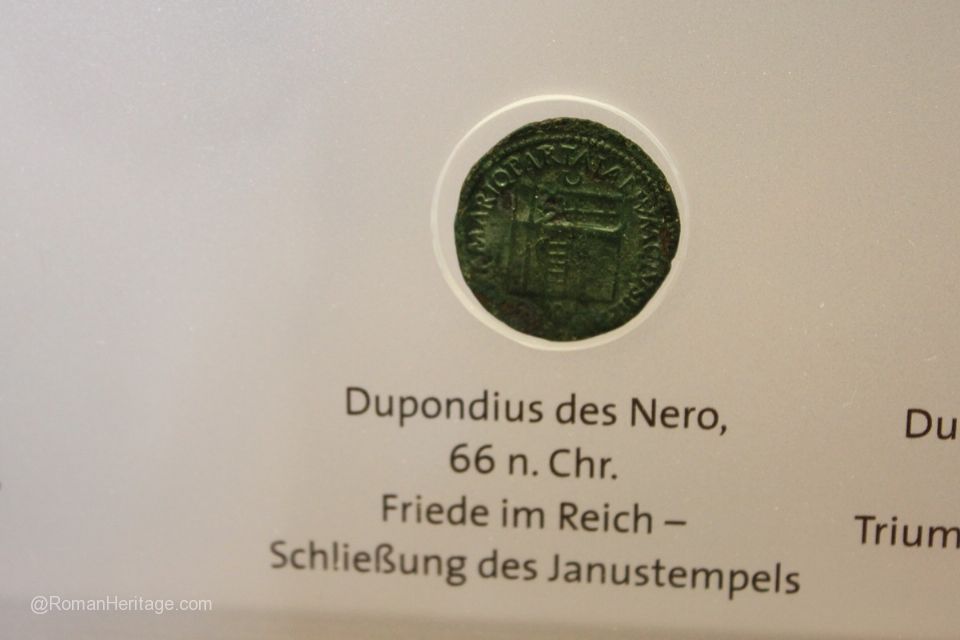 Dupondius des Nero,
66 n. Chr.
Friede im Reich –
Schließung des Janustempels
Du
Trium
@RomanHeritage.com